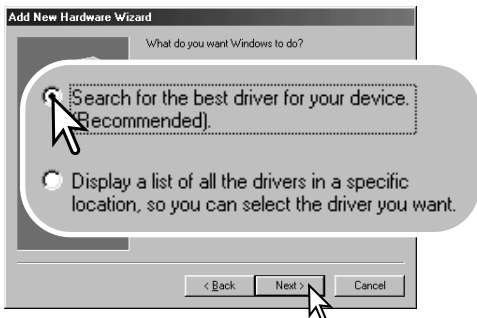 Add New Hardware Wizard
What do you want Windows to do?
Search for the best driver for your device.
(Recommended).
Display a list of all the drivers in a specific
location, so you can select the driver you want.
< Back
Next >
Cancel